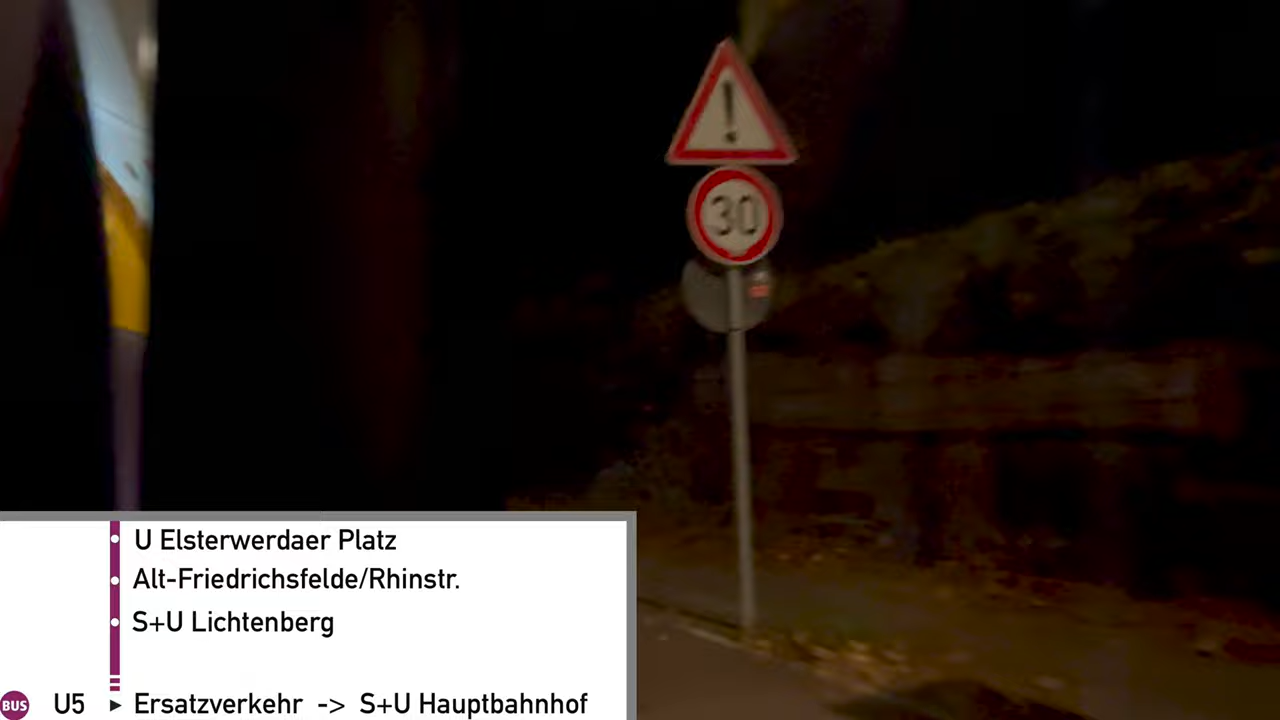 !
30
U Elsterwerdaer Platz
Alt-Friedrichsfelde/Rhinstr.
S+U Lichtenberg
BUS U5 ▸ Ersatzverkehr -> S+U Hauptbahnhof